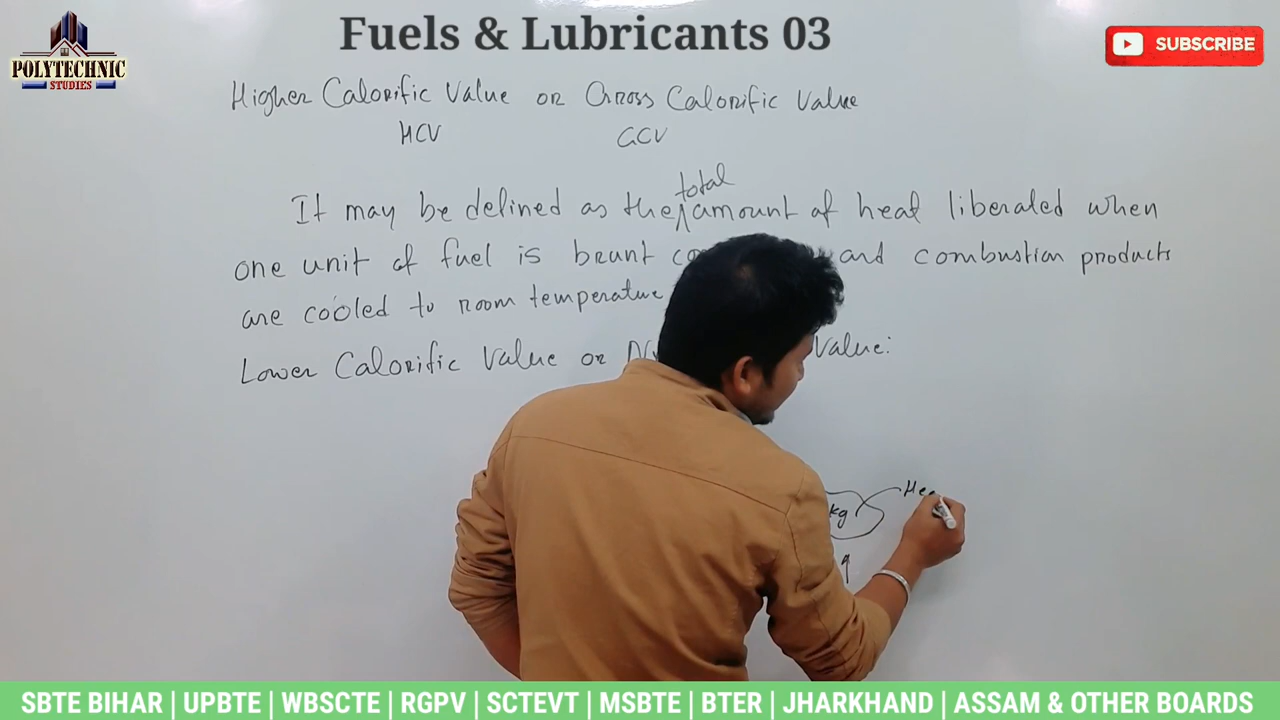 Fuels & Lubricants 03
POLYTECHNIC
STUDIES
SUBSCRIBE
Higher Calorific Value or Gross Calorific Value
HCV GCV
total
It may be defined as the amount of heat liberated when
one unit of fuel is brunt and combustion products
are cooled to room temperature
Lower Calorific Value or Value:
kg
SBTE BIHAR | UPBTE | WBSCTE | RGPV | SCTEVT | MSBTE | BTER | JHARKHAND | ASSAM & OTHER BOARDS